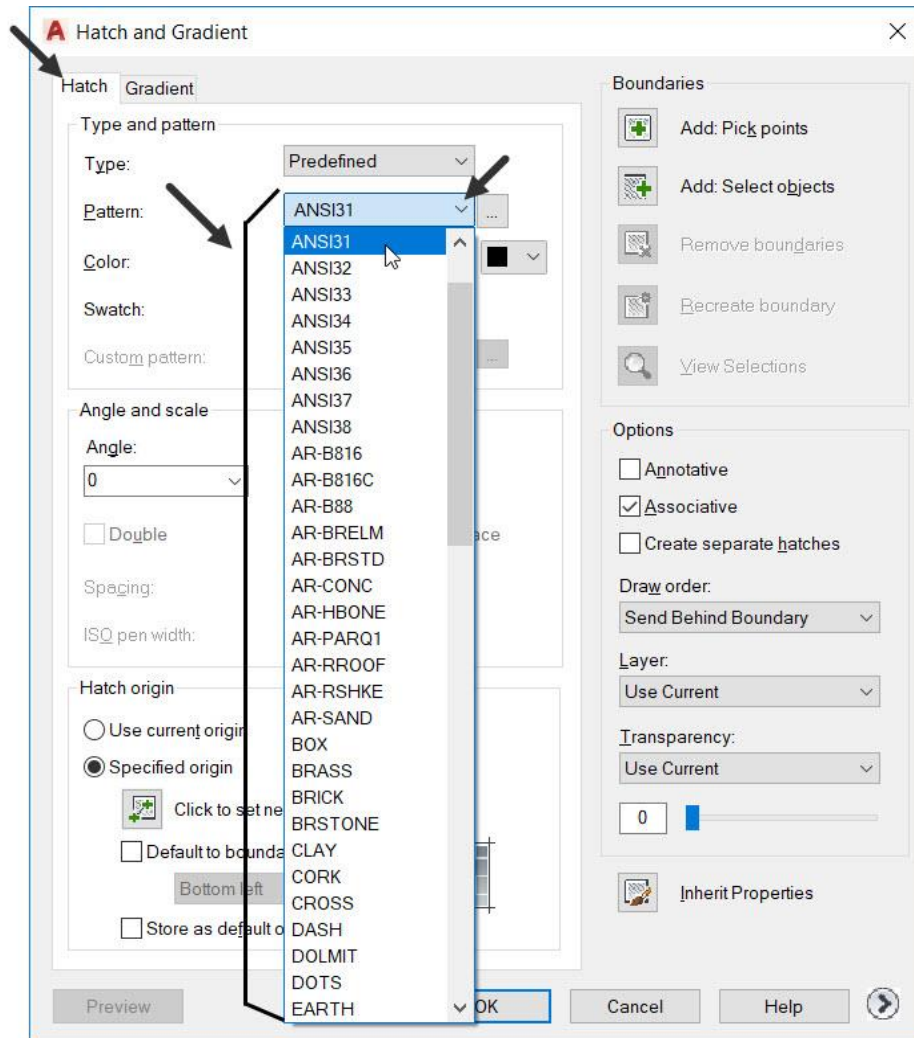 Hatch and Gradient
Hatch Gradient
Type and pattern
Type: Predefined
Pattern: ANSI31 ...
Color:
Swatch:
Custom pattern: ...
ANSI31
ANSI32
ANSI33
ANSI34
ANSI35
ANSI36
ANSI37
ANSI38
AR-B816
AR-B816C
AR-B88
AR-BRELM
AR-BRSTD
AR-CONC
AR-HBONE
AR-PARQ1
AR-RROOF
AR-RSHKE
AR-SAND
BOX
BRASS
BRICK
BRSTONE
CLAY
CORK
CROSS
DASH
DOLMIT
DOTS
EARTH
Angle and scale
Angle:
0
Double
Spacing:
ISO pen width:
Hatch origin
Use current origin
Specified origin
Click to set ne
Default to bounda
Bottom left
Store as default o
Boundaries
Add: Pick points
Add: Select objects
Remove boundaries
Recreate boundary
View Selections
Options
Annotative
Associative
Create separate hatches
Draw order:
Send Behind Boundary
Layer:
Use Current
Transparency:
Use Current
0
Inherit Properties
Preview OK Cancel Help